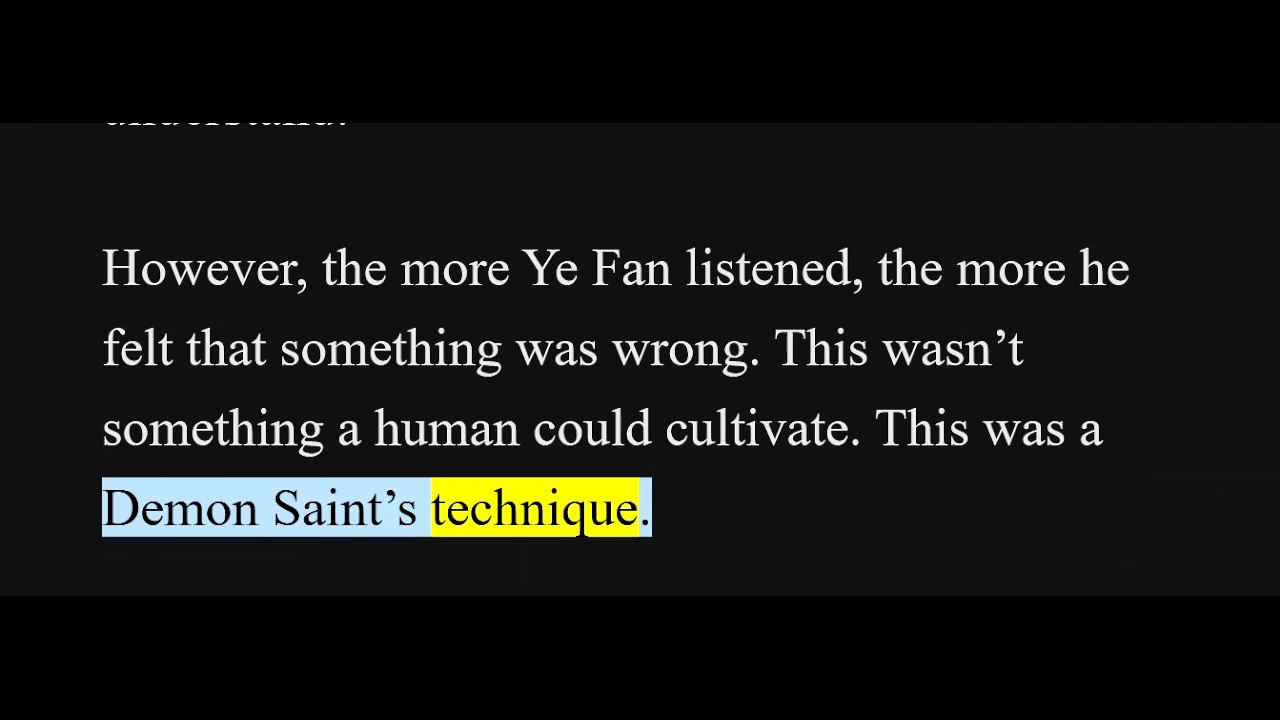 understand.
However, the more Ye Fan listened, the more he
felt that something was wrong. This wasn’t
something a human could cultivate. This was a
Demon Saint’s technique.